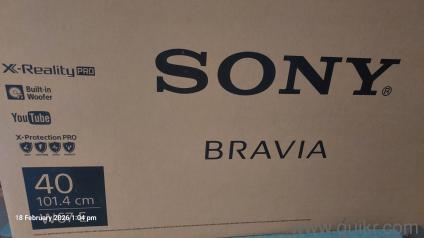 X-Reality PRO
SONY®
Built-in
Woofer
YouTube
BRAVIA
X-Protection PRO
40
101.4 cm
18 February 2026/1:04 pm
www.quikr.com